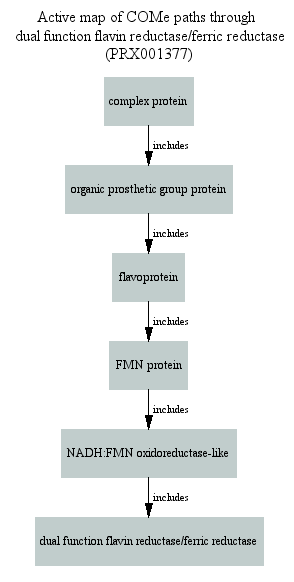 Active map of COMe paths through
dual function flavin reductase/ferric reductase
(PRX001377)
complex protein
includes
organic prosthetic group protein
includes
flavoprotein
includes
FMN protein
includes
NADH:FMN oxidoreductase-like
includes
dual function flavin reductase/ferric reductase